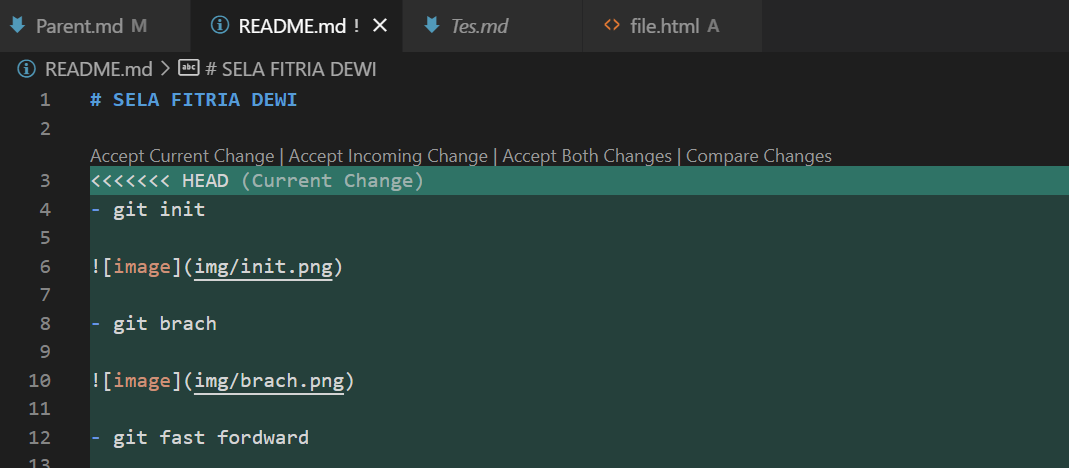 Parent.md M README.md ! × Tes.md <> file.html A
README.md > abc # SELA FITRIA DEWI
1 # SELA FITRIA DEWI
2
Accept Current Change | Accept Incoming Change | Accept Both Changes | Compare Changes
3 <<<<<<< HEAD (Current Change)
4 - git init
5
6 ![image](img/init.png)
7
8 - git brach
9
10 ![image](img/brach.png)
11
12 - git fast fordward
13